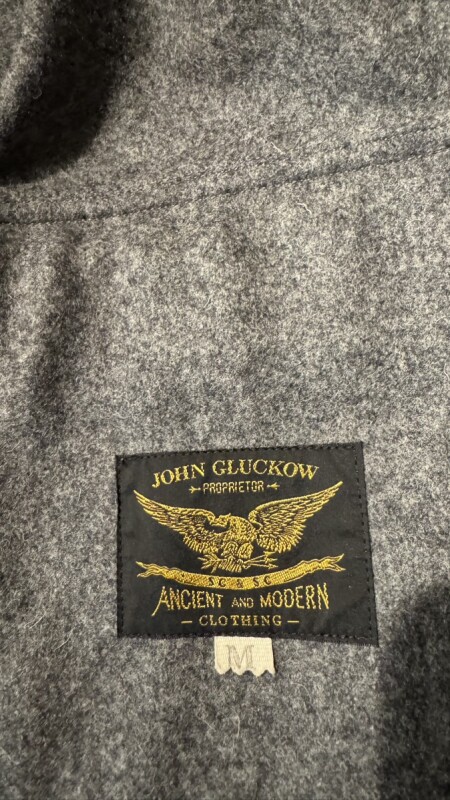 JOHN GLUCKOW
PROPRIETOR
SC & SC
ANCIENT AND MODERN
— CLOTHING —
M